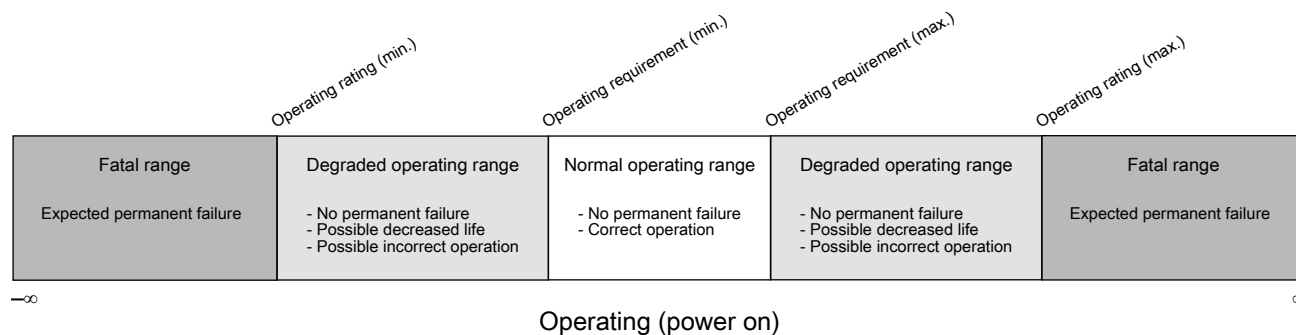 Operating rating (min.)
Operating requirement (min.)
Operating requirement (max.)
Operating rating (max.)
Fatal range
Expected permanent failure
Degraded operating range
- No permanent failure
- Possible decreased life
- Possible incorrect operation
Normal operating range
- No permanent failure
- Correct operation
Degraded operating range
- No permanent failure
- Possible decreased life
- Possible incorrect operation
Fatal range
Expected permanent failure
–∞
Operating (power on)